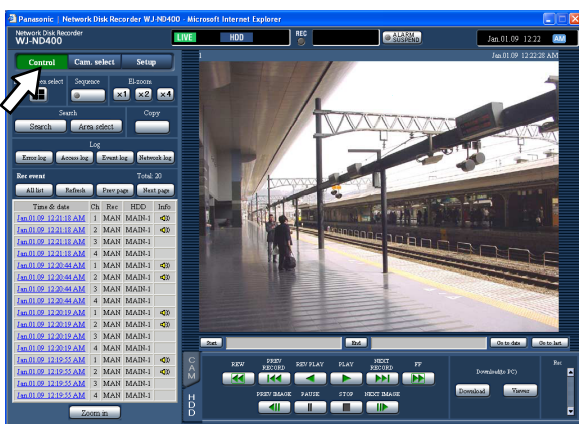 Panasonic | Network Disk Recorder WJ-ND400 - Microsoft Internet Explorer
Network Disk Recorder
WJ-ND400
LIVE HDD REC ALARM SUSPEND Jan.01.09 12:22 AM
Control Cam. select Setup
1 Jan.01.09 12:22:28 AM
select Sequence El-zoom
x1 x2 x4
Search Copy
Search Area select
Log
Error log Access log Event log Network log
Rec event Total: 20
All list Refresh Prev page Next page
Time & date Ch Rec HDD Info
Jan.01.09 12:21:18 AM 1 MAN MAIN-1
Jan.01.09 12:21:18 AM 2 MAN MAIN-1
Jan.01.09 12:21:18 AM 3 MAN MAIN-1
Jan.01.09 12:21:18 AM 4 MAN MAIN-1
Jan.01.09 12:20:44 AM 1 MAN MAIN-1
Jan.01.09 12:20:44 AM 2 MAN MAIN-1
Jan.01.09 12:20:44 AM 3 MAN MAIN-1
Jan.01.09 12:20:44 AM 4 MAN MAIN-1
Jan.01.09 12:20:19 AM 1 MAN MAIN-1
Jan.01.09 12:20:19 AM 2 MAN MAIN-1
Jan.01.09 12:20:19 AM 3 MAN MAIN-1
Jan.01.09 12:20:19 AM 4 MAN MAIN-1
Jan.01.09 12:19:55 AM 1 MAN MAIN-1
Jan.01.09 12:19:55 AM 2 MAN MAIN-1
Jan.01.09 12:19:55 AM 3 MAN MAIN-1
Jan.01.09 12:19:55 AM 4 MAN MAIN-1
Zoom in
Start End Go to date Go to last
CAM
HDD
REW PREV RECORD REV PLAY PLAY NEXT RECORD FF
PREV IMAGE PAUSE STOP NEXT IMAGE
Download(to PC)
Download Viewer
Rec